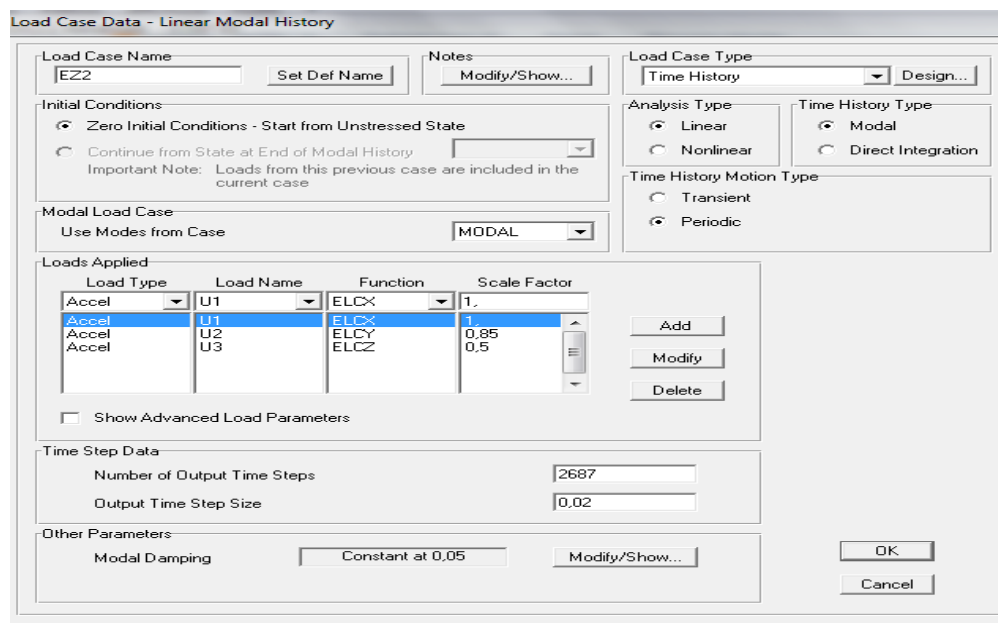 Load Case Data - Linear Modal History
Load Case Name
EZ2
Set Def Name
Notes
Modify/Show...
Load Case Type
Time History
Design...
Initial Conditions
Zero Initial Conditions - Start from Unstressed State
Continue from State at End of Modal History
Important Note: Loads from this previous case are included in the
current case
Analysis Type
Linear
Nonlinear
Time History Type
Modal
Direct Integration
Time History Motion Type
Transient
Periodic
Modal Load Case
Use Modes from Case
MODAL
Loads Applied
Load Type Load Name Function Scale Factor
Accel U1 ELCX 1,
Accel U1 ELCX 1,
Accel U2 ELCY 0,85
Accel U3 ELCZ 0,5
Add
Modify
Delete
Show Advanced Load Parameters
Time Step Data
Number of Output Time Steps 2687
Output Time Step Size 0,02
Other Parameters
Modal Damping Constant at 0,05 Modify/Show...
OK
Cancel